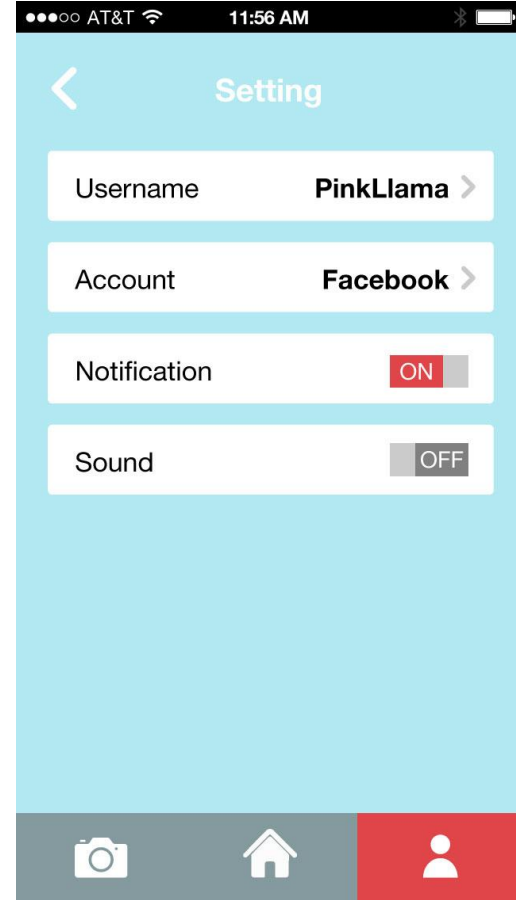 AT&T 11:56 AM
Setting
Username PinkLlama
Account Facebook
Notification ON
Sound OFF